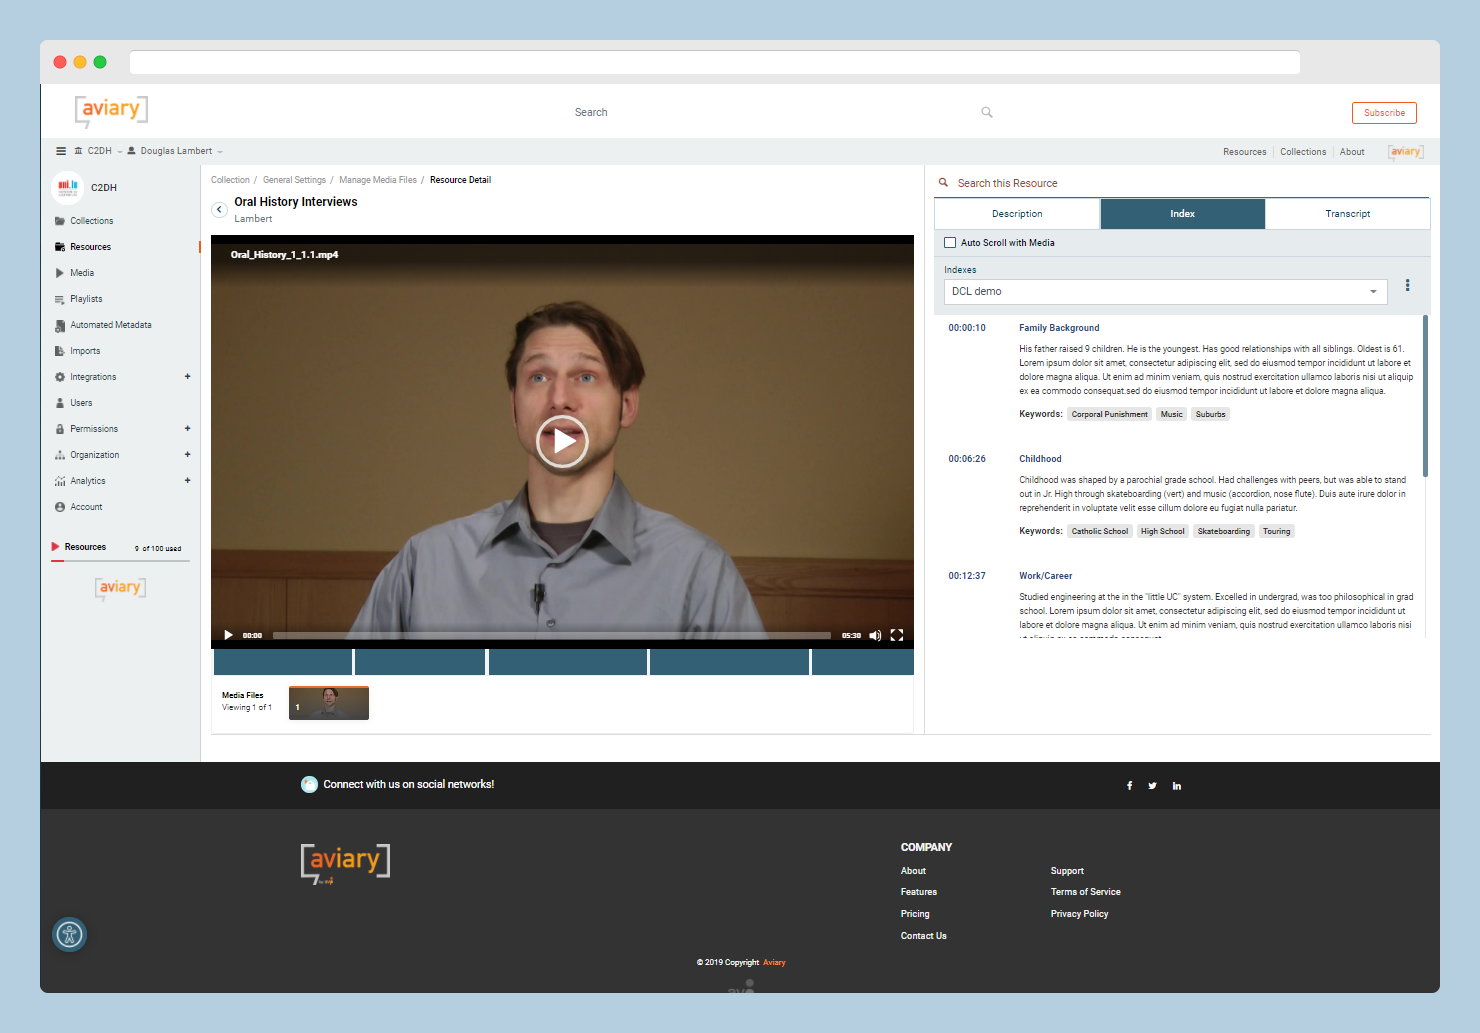 aviary
Search
Subscribe
C2DH
Douglas Lambert
Resources
Collections
About
aviary
C2DH
Collections
Resources
Media
Playlists
Automated Metadata
Imports
Integrations +
Users
Permissions +
Organization +
Analytics +
Account
Resources 9 of 100 used
aviary
Collection / General Settings / Manage Media Files / Resource Detail
Oral History Interviews
Lambert
Oral_History_1_1.1.mp4
00:00
05:30
Media Files
Viewing 1 of 1
1
Search this Resource
Description
Index
Transcript
Auto Scroll with Media
Indexes
DCL demo
00:00:10 Family Background
His father raised 9 children. He is the youngest. Has good relationships with all siblings. Oldest is 61.
Lorem ipsum dolor sit amet, consectetur adipiscing elit, sed do eiusmod tempor incididunt ut labore et
dolore magna aliqua. Ut enim ad minim veniam, quis nostrud exercitation ullamco laboris nisi ut aliquip
ex ea commodo consequat.sed do eiusmod tempor incididunt ut labore et dolore magna aliqua.
Keywords: Corporal Punishment Music Suburbs
00:06:26 Childhood
Childhood was shaped by a parochial grade school. Had challenges with peers, but was able to stand
out in Jr. High through skateboarding (vert) and music (accordion, nose flute). Duis aute irure dolor in
reprehenderit in voluptate velit esse cillum dolore eu fugiat nulla pariatur.
Keywords: Catholic School High School Skateboarding Touring
00:12:37 Work/Career
Studied engineering at the in the "little UC" system. Excelled in undergrad, was too philosophical in grad
school. Lorem ipsum dolor sit amet, consectetur adipiscing elit, sed do eiusmod tempor incididunt ut
labore et dolore magna aliqua. Ut enim ad minim veniam, quis nostrud exercitation ullamco laboris nisi
Connect with us on social networks!
aviary
COMPANY
About
Features
Pricing
Contact Us
Support
Terms of Service
Privacy Policy
© 2019 Copyright Aviary